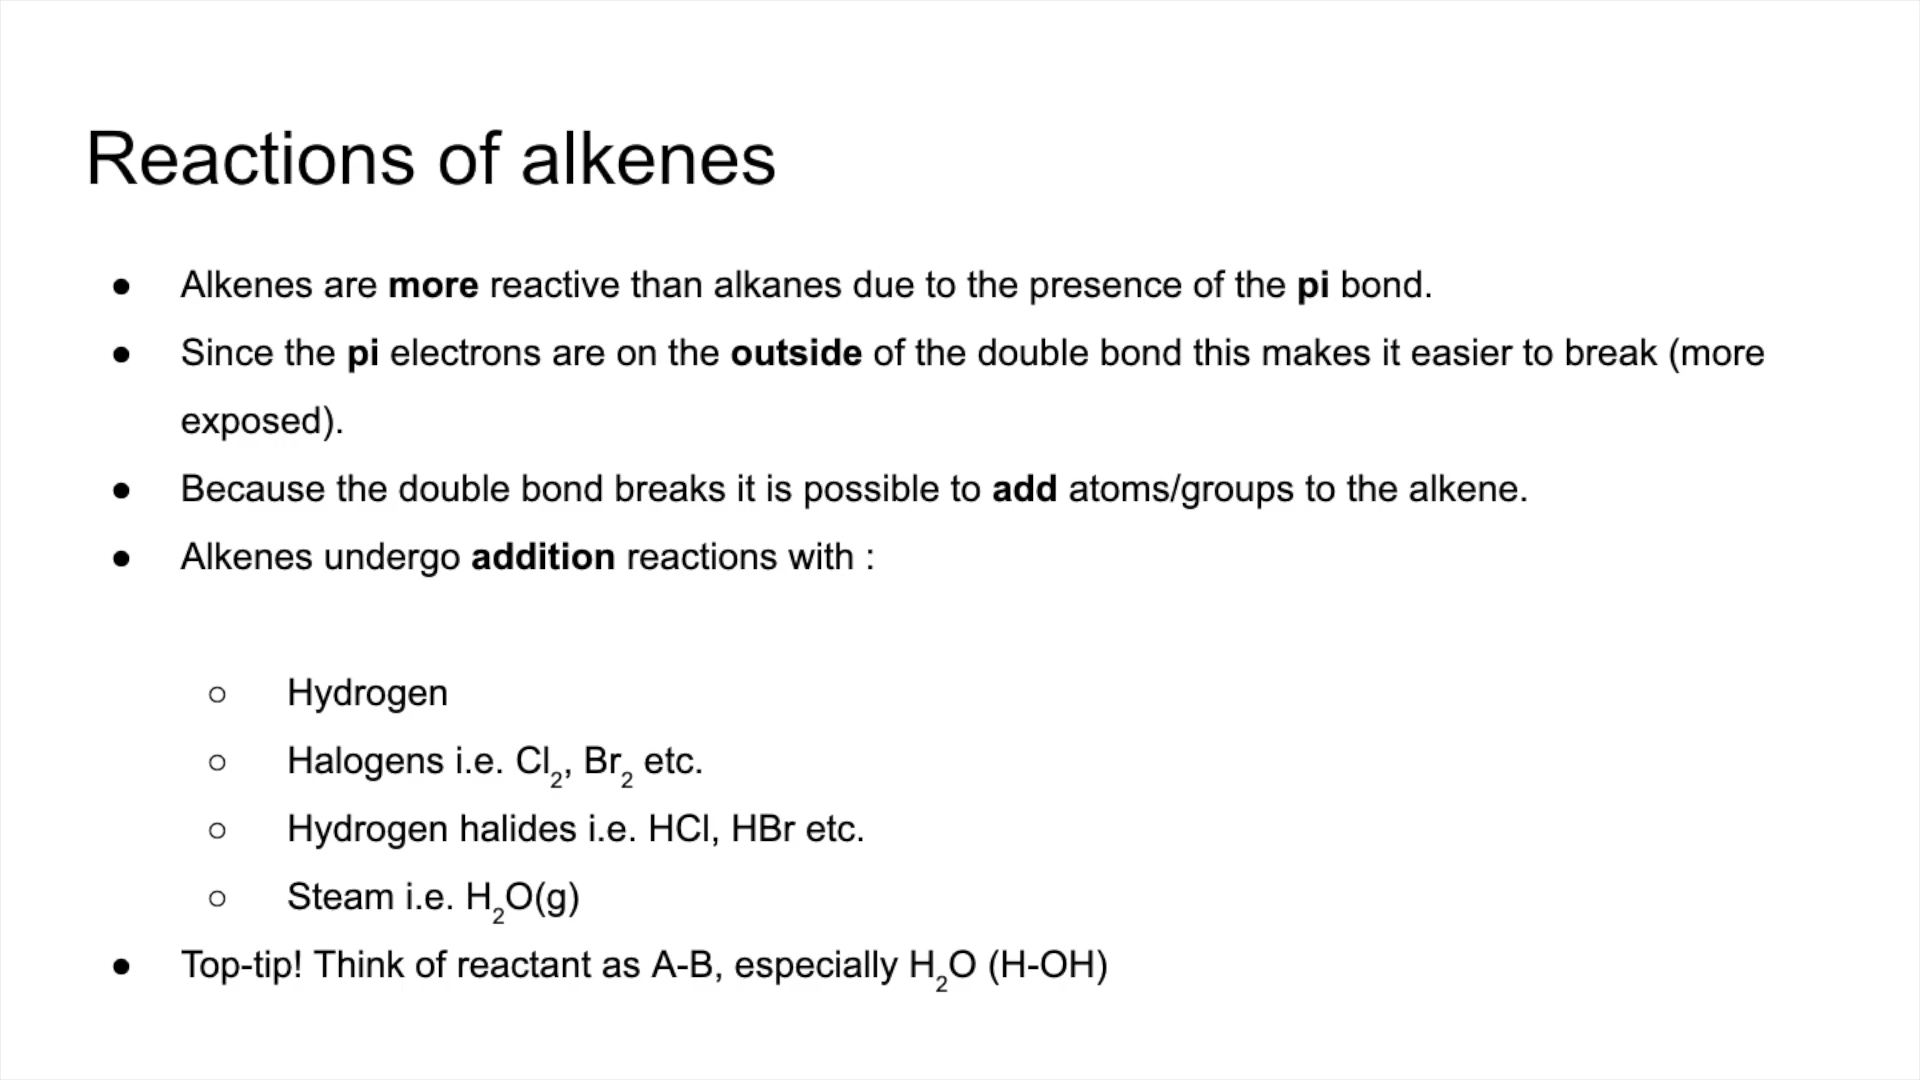 Reactions of alkenes
● Alkenes are more reactive than alkanes due to the presence of the pi bond.
● Since the pi electrons are on the outside of the double bond this makes it easier to break (more
exposed).
● Because the double bond breaks it is possible to add atoms/groups to the alkene.
● Alkenes undergo addition reactions with :
○ Hydrogen
○ Halogens i.e. Cl₂, Br₂ etc.
○ Hydrogen halides i.e. HCl, HBr etc.
○ Steam i.e. H₂O(g)
● Top-tip! Think of reactant as A-B, especially H₂O (H-OH)